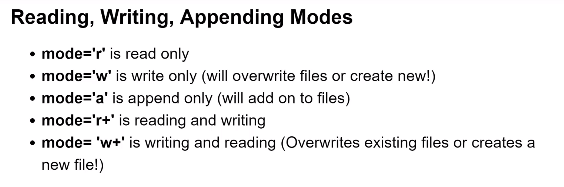 Reading, Writing, Appending Modes
• mode='r' is read only
• mode='w' is write only (will overwrite files or create new!)
• mode='a' is append only (will add on to files)
• mode='r+' is reading and writing
• mode= 'w+' is writing and reading (Overwrites existing files or creates a
new file!)